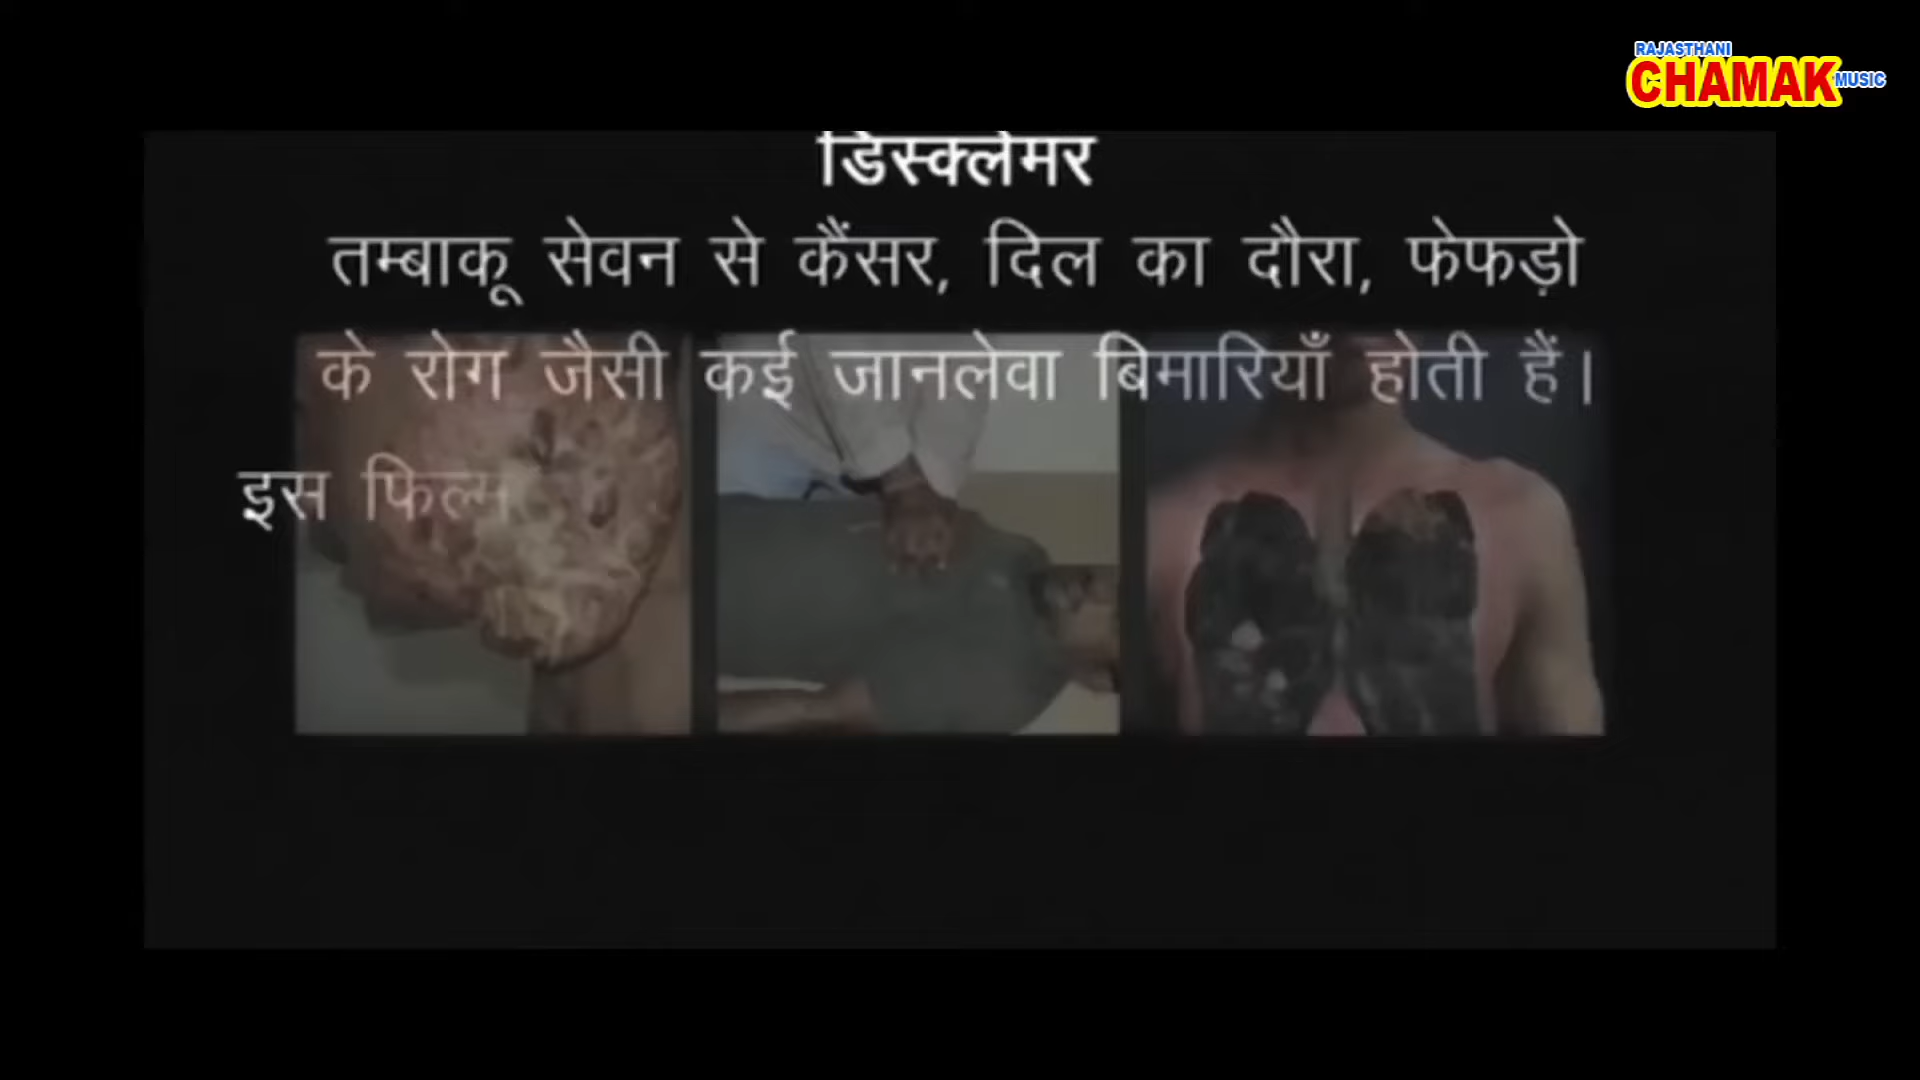 RAJASTHANI
CHAMAK MUSIC
डिस्क्लेमर
तम्बाकू सेवन से कैंसर, दिल का दौरा, फेफड़ो
के रोग जैसी कई जानलेवा बिमारियाँ होती हैं।
इस फिल्म